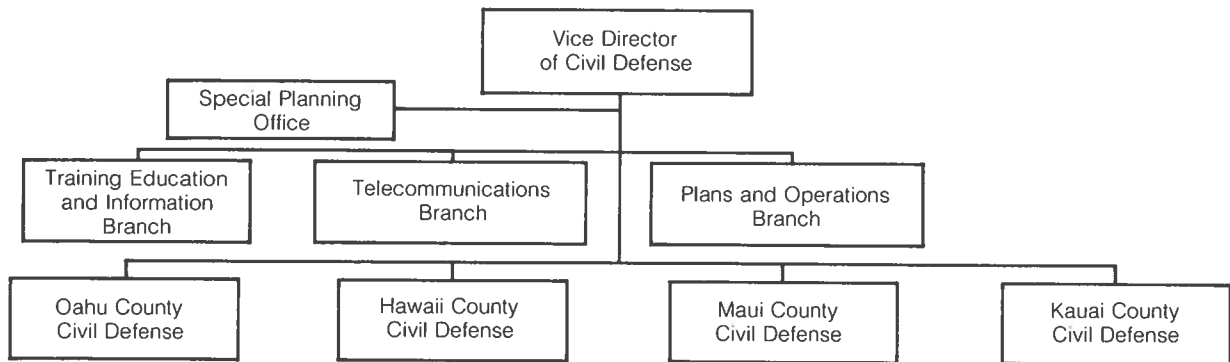 Vice Director
of Civil Defense
Special Planning
Office
Training Education
and Information
Branch
Telecommunications
Branch
Plans and Operations
Branch
Oahu County
Civil Defense
Hawaii County
Civil Defense
Maui County
Civil Defense
Kauai County
Civil Defense